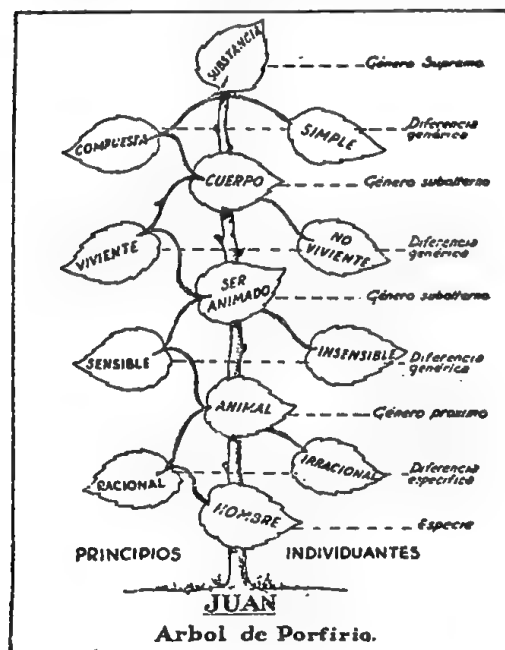 SUBSTANCIA
Género Supremo
COMPUESTA
SIMPLE
Diferencia
genérica
CUERPO
Género subalterno
VIVIENTE
NO
VIVIENTE
Diferencia
genérica
SER
ANIMADO
Género subalterno
SENSIBLE
INSENSIBLE
Diferencia
genérica
ANIMAL
Género próximo
RACIONAL
IRRACIONAL
Diferencia
específica
HOMBRE
Especie
PRINCIPIOS INDIVIDUANTES
JUAN
Arbol de Porfirio.